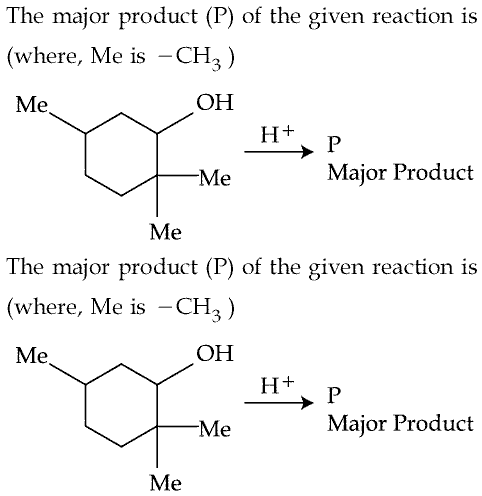 The major product (P) of the given reaction is
(where, Me is −CH₃ )
Me
OH
H+
P
Me
Major Product
Me
The major product (P) of the given reaction is
(where, Me is −CH₃ )
Me
OH
H+
P
Me
Major Product
Me